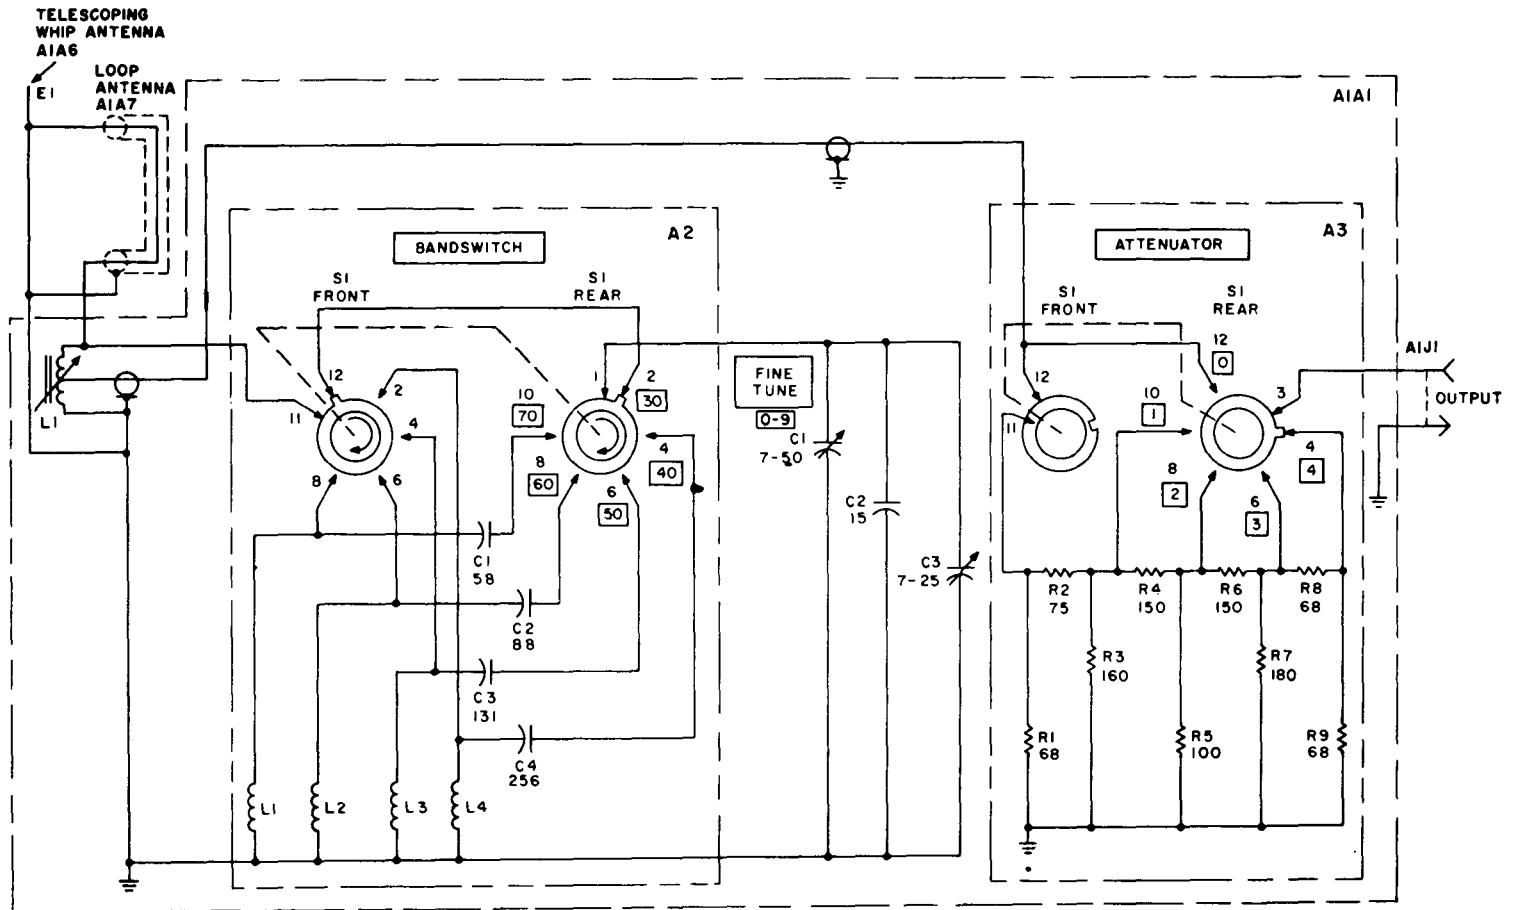 TELESCOPING
WHIP ANTENNA
A1A6
E1
LOOP
ANTENNA
A1A7
A1A1
BANDSWITCH
A2
S1
FRONT
S1
REAR
12
2
11
4
8
6
1
2
30
10
70
4
40
8
60
6
50
L1
C1
58
C2
88
C3
131
C4
256
L1
L2
L3
L4
FINE
TUNE
0-9
C1
7-50
C2
15
C3
7-25
ATTENUATOR
A3
S1
FRONT
S1
REAR
12
11
12
0
10
1
3
8
2
4
4
6
3
A1J1
OUTPUT
R2
75
R4
150
R6
150
R8
68
R3
160
R7
180
R1
68
R5
100
R9
68